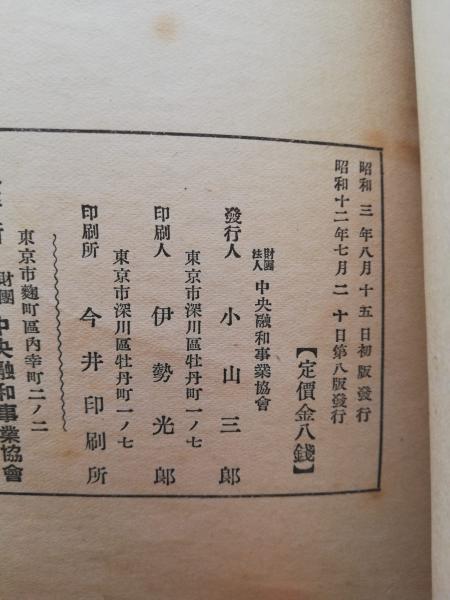 昭和三年八月十五日初版發行
昭和十二年七月二十日第八版發行
【定價金八錢】
財團法人 中央融和事業協會
發行人 小山三郎
東京市深川區牡丹町一ノ七
印刷人 伊勢光郎
東京市深川區牡丹町一ノ七
印刷所 今井印刷所
東京市麴町區內幸町二ノ二
財團 中央融和事業協會